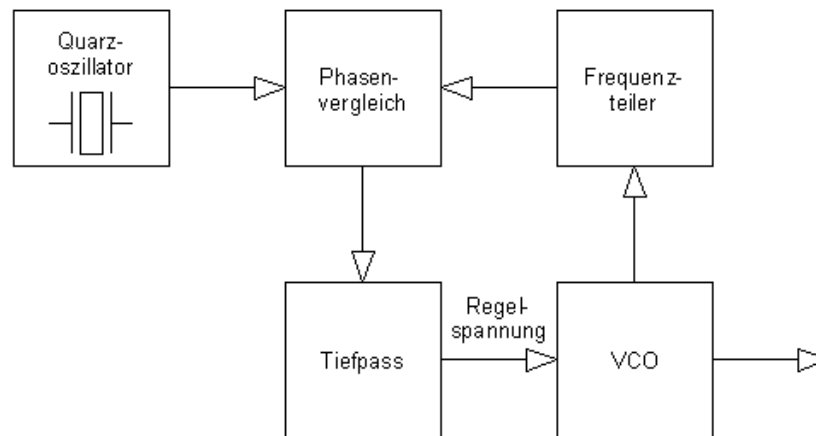 Quarz-
oszillator
Phasen-
vergleich
Frequenz-
teiler
Tiefpass
Regel-
spannung
VCO